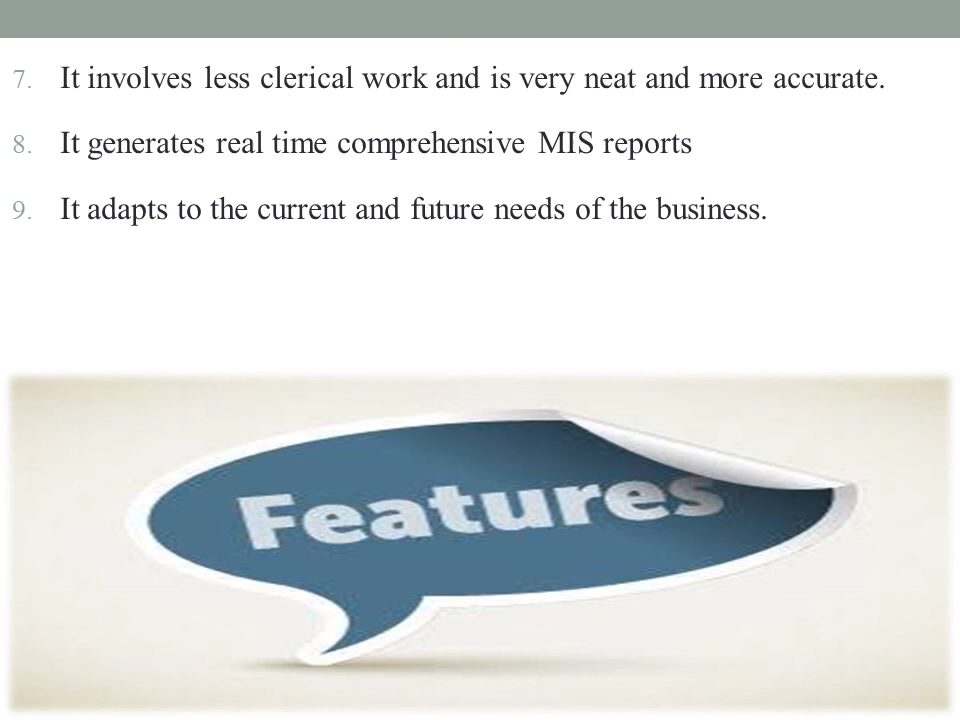 7. It involves less clerical work and is very neat and more accurate.
8. It generates real time comprehensive MIS reports
9. It adapts to the current and future needs of the business.
Features